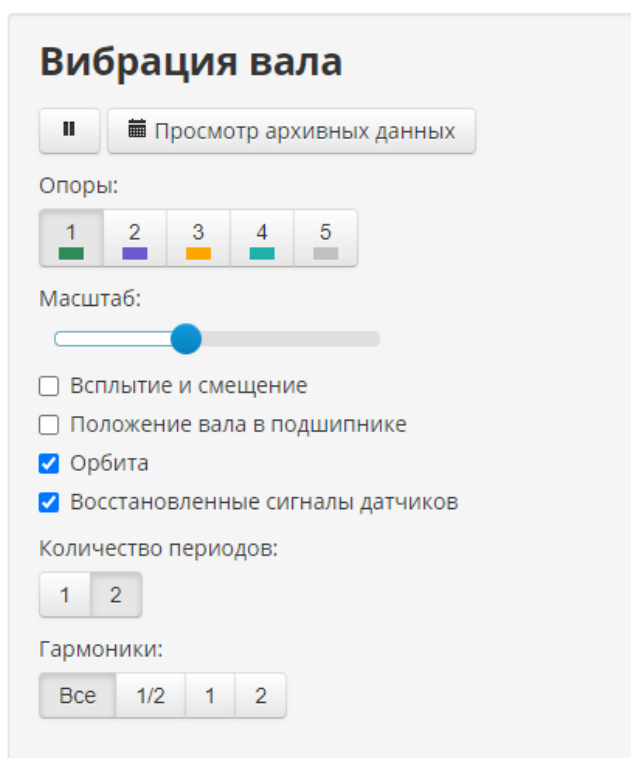 Вибрация вала
Просмотр архивных данных
Опоры:
1 2 3 4 5
Масштаб:
Всплытие и смещение
Положение вала в подшипнике
Орбита
Восстановленные сигналы датчиков
Количество периодов:
1 2
Гармоники:
Все 1/2 1 2